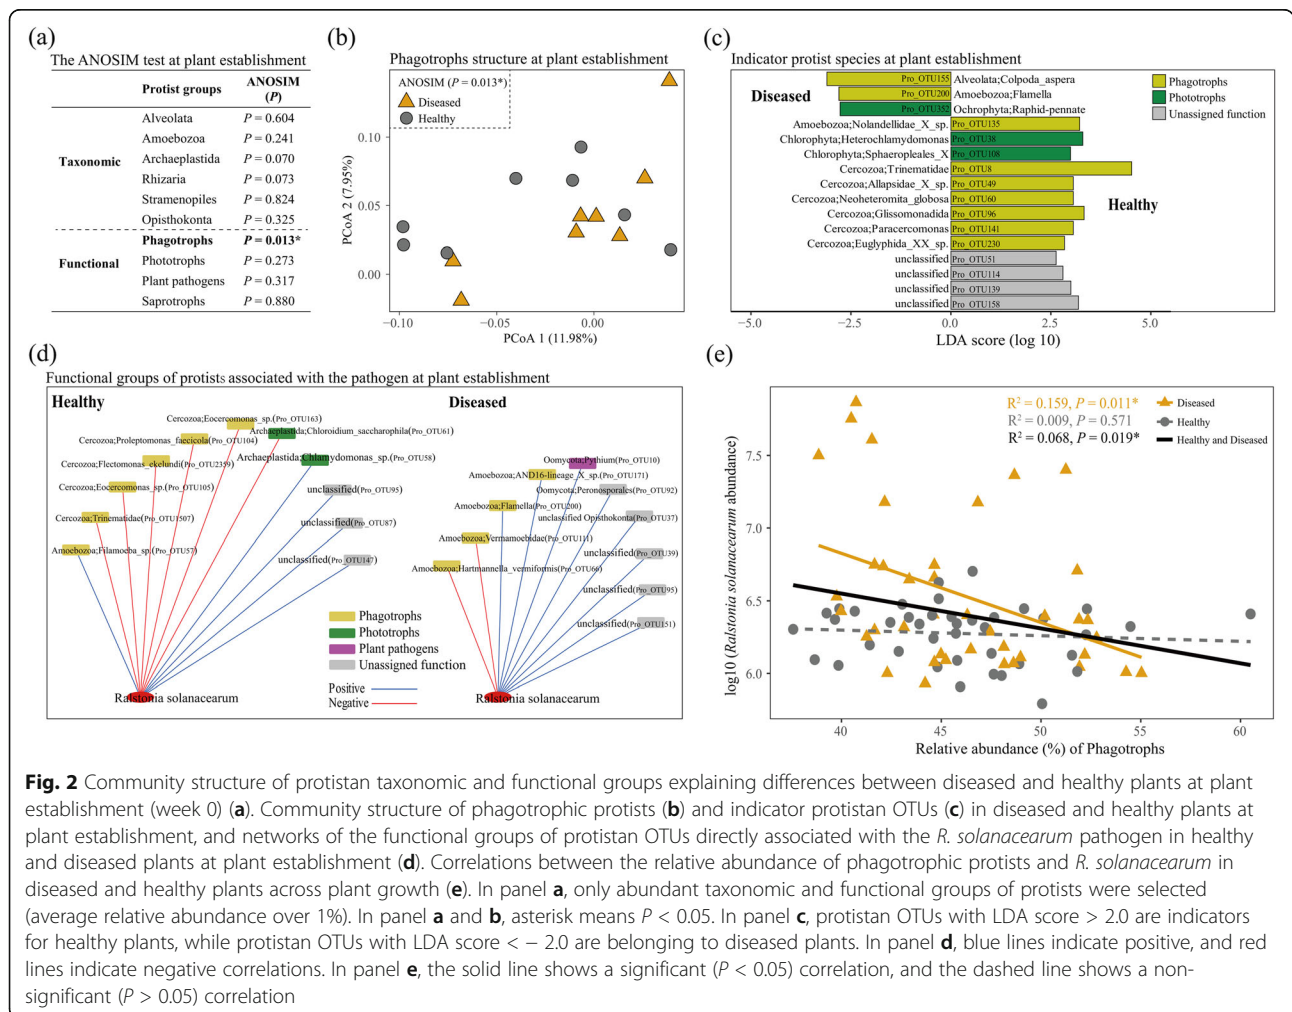 (a)
The ANOSIM test at plant establishment
Protist groups ANOSIM (P)
Taxonomic
Alveolata P = 0.604
Amoebozoa P = 0.241
Archaeplastida P = 0.070
Rhizaria P = 0.073
Stramenopiles P = 0.824
Opisthokonta P = 0.325
Functional
Phagotrophs P = 0.013*
Phototrophs P = 0.273
Plant pathogens P = 0.317
Saprotrophs P = 0.880
(b)
Phagotrophs structure at plant establishment
ANOSIM (P = 0.013*)
Diseased
Healthy
PCoA 2 (7.95%)
0.10
0.05
0.00
−0.10 −0.05 0.00
PCoA 1 (11.98%)
(c)
Indicator protist species at plant establishment
Diseased
Healthy
Phagotrophs
Phototrophs
Unassigned function
Pro_OTU155 Alveolata;Colpoda_aspera
Pro_OTU200 Amoebozoa;Flamella
Pro_OTU352 Ochrophyta;Raphid-pennate
Amoebozoa;Nolandellidae_X_sp. Pro_OTU135
Chlorophyta;Heterochlamydomonas Pro_OTU38
Chlorophyta;Sphaeropleales_X Pro_OTU108
Cercozoa;Trinematidae Pro_OTU8
Cercozoa;Allapsidae_X_sp. Pro_OTU49
Cercozoa;Neoheteromita_globosa Pro_OTU60
Cercozoa;Glissomonadida Pro_OTU96
Cercozoa;Paracercomonas Pro_OTU141
Cercozoa;Euglyphida_XX_sp. Pro_OTU230
unclassified Pro_OTU51
unclassified Pro_OTU114
unclassified Pro_OTU139
unclassified Pro_OTU158
−5.0 −2.5 0.0 2.5 5.0
LDA score (log 10)
(d)
Functional groups of protists associated with the pathogen at plant establishment
Healthy
Cercozoa;Eocercomonas_sp.(Pro_OTU163)
Archaeplastida;Chloroidium_saccharophila(Pro_OTU61)
Cercozoa;Proleptomonas_faecicola(Pro_OTU104)
Archaeplastida;Chlamydomonas_sp.(Pro_OTU58)
Cercozoa;Flectomonas_ekelundi(Pro_OTU2359)
Cercozoa;Eocercomonas_sp.(Pro_OTU105)
unclassified(Pro_OTU95)
Cercozoa;Trinematidae(Pro_OTU1507)
unclassified(Pro_OTU87)
Amoebozoa;Filamoeba_sp.(Pro_OTU57)
unclassified(Pro_OTU147)
Ralstonia solanacearum
Diseased
Oomycota;Pythium(Pro_OTU10)
Amoebozoa;AND16-lineage_X_sp.(Pro_OTU171)
Oomycota;Peronosporales(Pro_OTU92)
Amoebozoa;Flamella(Pro_OTU200)
unclassified Opisthokonta(Pro_OTU37)
Amoebozoa;Vermamoebidae(Pro_OTU111)
unclassified(Pro_OTU39)
Amoebozoa;Hartmannella_vermiformis(Pro_OTU66)
unclassified(Pro_OTU95)
unclassified(Pro_OTU151)
Ralstonia solanacearum
Phagotrophs
Phototrophs
Plant pathogens
Unassigned function
Positive
Negative
(e)
R² = 0.159, P = 0.011* Diseased
R² = 0.009, P = 0.571 Healthy
R² = 0.068, P = 0.019* Healthy and Diseased
log10 (Ralstonia solanacearum abundance)
7.5
7.0
6.5
6.0
40 45 50 55 60
Relative abundance (%) of Phagotrophs
Fig. 2 Community structure of protistan taxonomic and functional groups explaining differences between diseased and healthy plants at plant
establishment (week 0) (a). Community structure of phagotrophic protists (b) and indicator protistan OTUs (c) in diseased and healthy plants at
plant establishment, and networks of the functional groups of protistan OTUs directly associated with the R. solanacearum pathogen in healthy
and diseased plants at plant establishment (d). Correlations between the relative abundance of phagotrophic protists and R. solanacearum in
diseased and healthy plants across plant growth (e). In panel a, only abundant taxonomic and functional groups of protists were selected
(average relative abundance over 1%). In panel a and b, asterisk means P < 0.05. In panel c, protistan OTUs with LDA score > 2.0 are indicators
for healthy plants, while protistan OTUs with LDA score < − 2.0 are belonging to diseased plants. In panel d, blue lines indicate positive, and red
lines indicate negative correlations. In panel e, the solid line shows a significant (P < 0.05) correlation, and the dashed line shows a non-
significant (P > 0.05) correlation